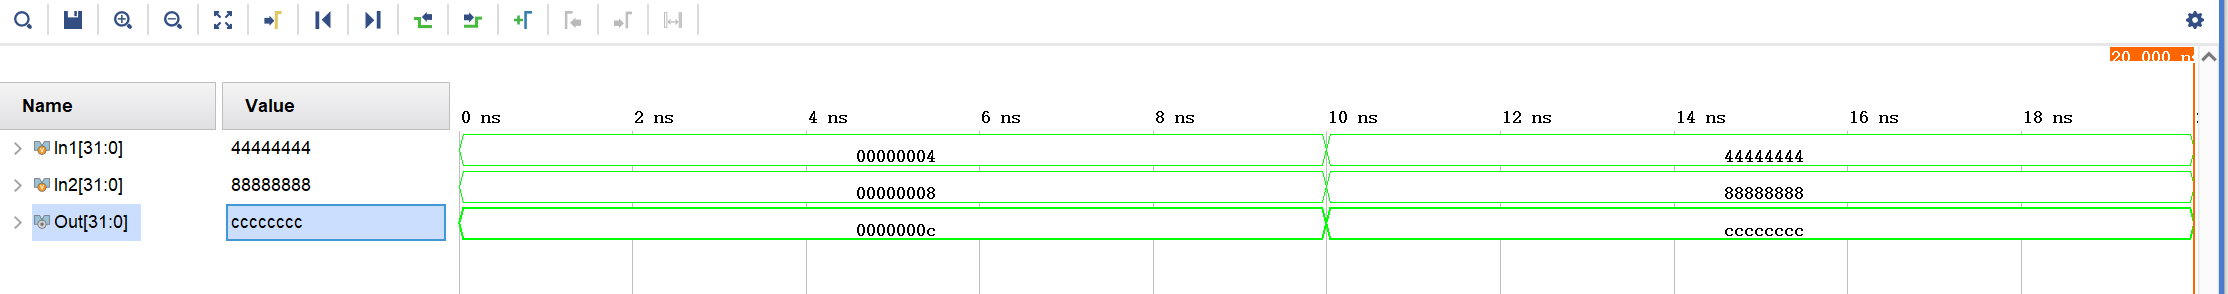 20.000 n
Name Value
0 ns 2 ns 4 ns 6 ns 8 ns 10 ns 12 ns 14 ns 16 ns 18 ns
In1[31:0] 44444444 00000004 44444444
In2[31:0] 88888888 00000008 88888888
Out[31:0] cccccccc 0000000c cccccccc